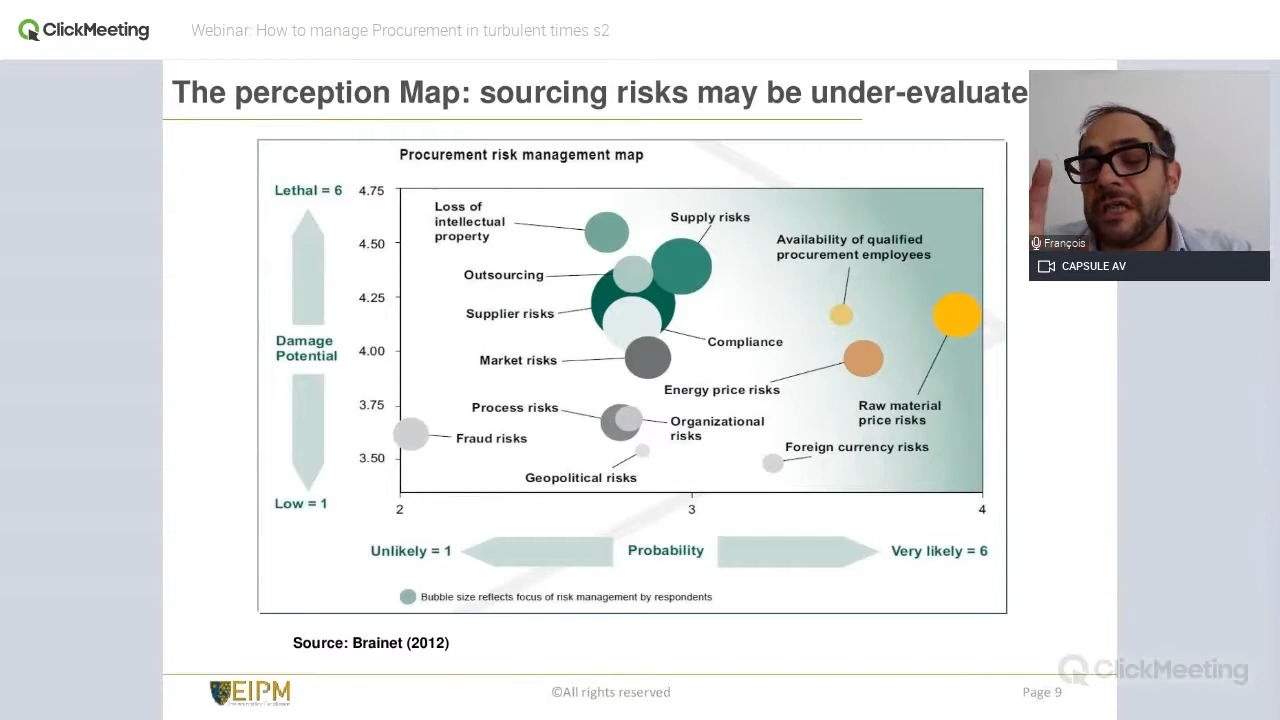 ClickMeeting
Webinar: How to manage Procurement in turbulent times s2
The perception Map: sourcing risks may be under-evaluate
François
CAPSULE AV
Procurement risk management map
Lethal = 6
Damage
Potential
Low = 1
4.75
4.50
4.25
4.00
3.75
3.50
Loss of
intellectual
property
Supply risks
Availability of qualified
procurement employees
Outsourcing
Supplier risks
Compliance
Market risks
Energy price risks
Raw material
price risks
Process risks
Organizational
risks
Fraud risks
Foreign currency risks
Geopolitical risks
2
3
4
Unlikely = 1
Probability
Very likely = 6
Bubble size reflects focus of risk management by respondents
Source: Brainet (2012)
ClickMeeting
EIPM
©All rights reserved
Page 9